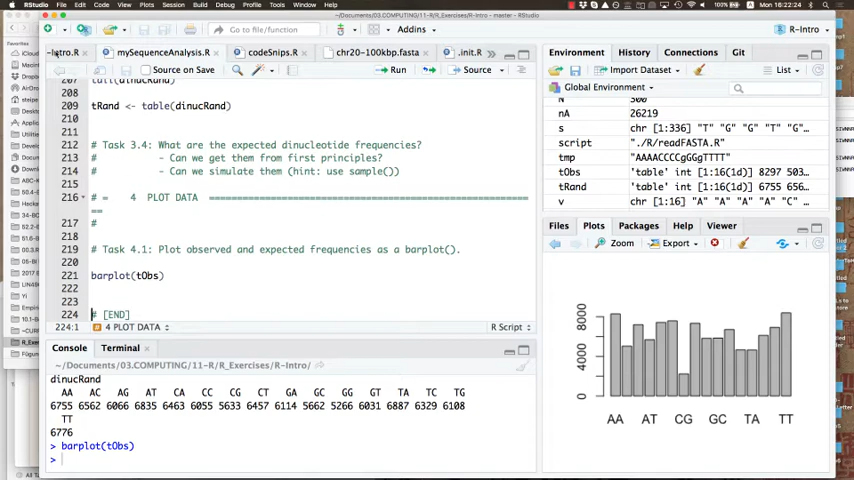 RStudio File Edit Code View Plots Session Build Debug Profile Tools Window Help 100% Mon 16:22:24
~/Documents/03.COMPUTING/11-R/R_Exercises/R-Intro - master - RStudio
Go to file/function Addins R-Intro
mySequenceAnalysis.R codeSnips.R chr20-100kbp.fasta .init.R
Source on Save Run Source
207
208
209 tRand <- table(dinucRand)
210
211
212 # Task 3.4: What are the expected dinucleotide frequencies?
213 # - Can we get them from first principles?
214 # - Can we simulate them (hint: use sample())
215
216 # = 4 PLOT DATA
217 #
218
219 # Task 4.1: Plot observed and expected frequencies as a barplot().
220
221 barplot(tObs)
222
223
224 # [END]
224:1 4 PLOT DATA R Script
Console Terminal
~/Documents/03.COMPUTING/11-R/R_Exercises/R-Intro/
dinucRand
AA AC AG AT CA CC CG CT GA GC GG GT TA TC TG
6755 6562 6066 6835 6463 6055 5633 6457 6114 5662 5266 6031 6887 6329 6108
TT
6776
> barplot(tObs)
>
Environment History Connections Git
Import Dataset List
Global Environment
N 500
nA 26219
s chr [1:336] "T" "G" "G" "T"…
script "./R/readFASTA.R"
tmp "AAAACCCCgGGgTTTT"
tObs 'table' int [1:16(1d)] 8297 503…
tRand 'table' int [1:16(1d)] 6755 656…
v chr [1:16] "A" "A" "A" "C"…
Files Plots Packages Help Viewer
Zoom Export
8000
4000
0
AA AT CG GC TA TT